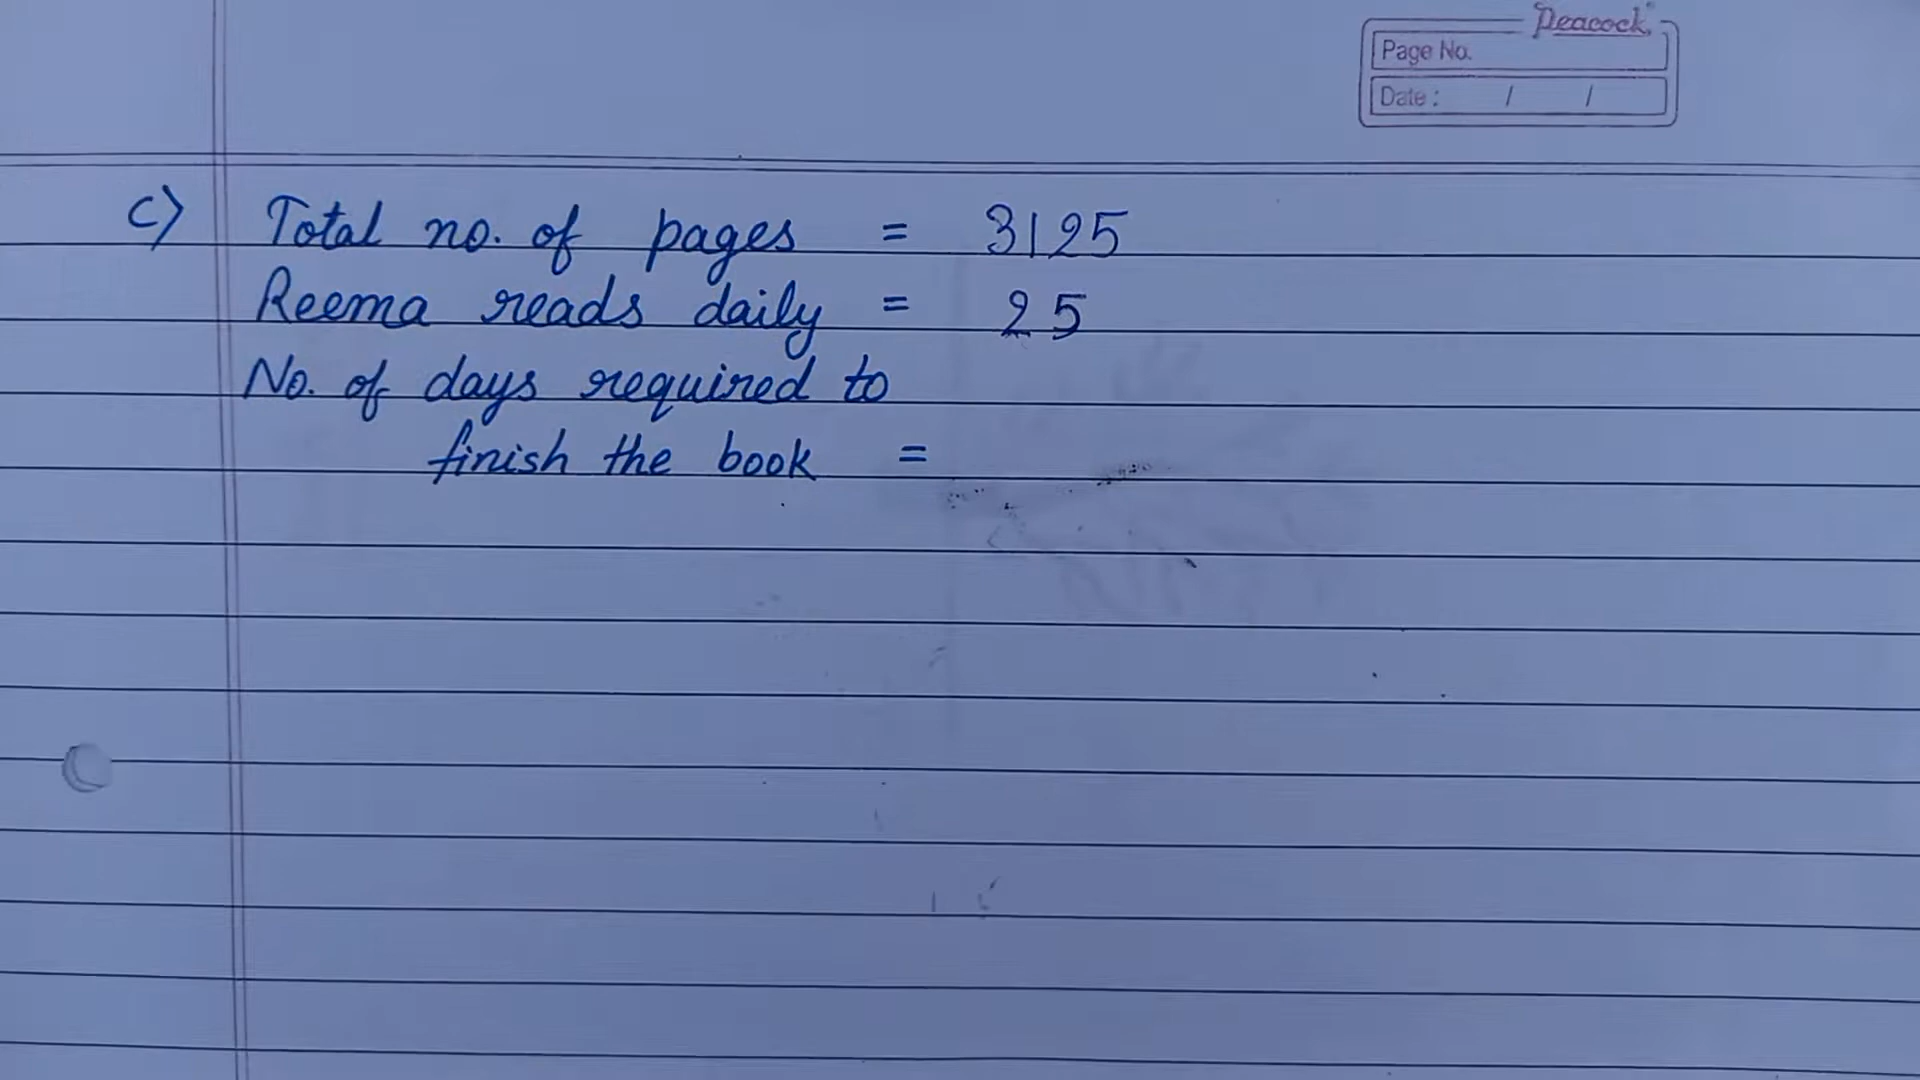 Peacock
Page No.
Date : / /
c) Total no. of pages = 3125
Reema reads daily = 25
No. of days required to
finish the book =